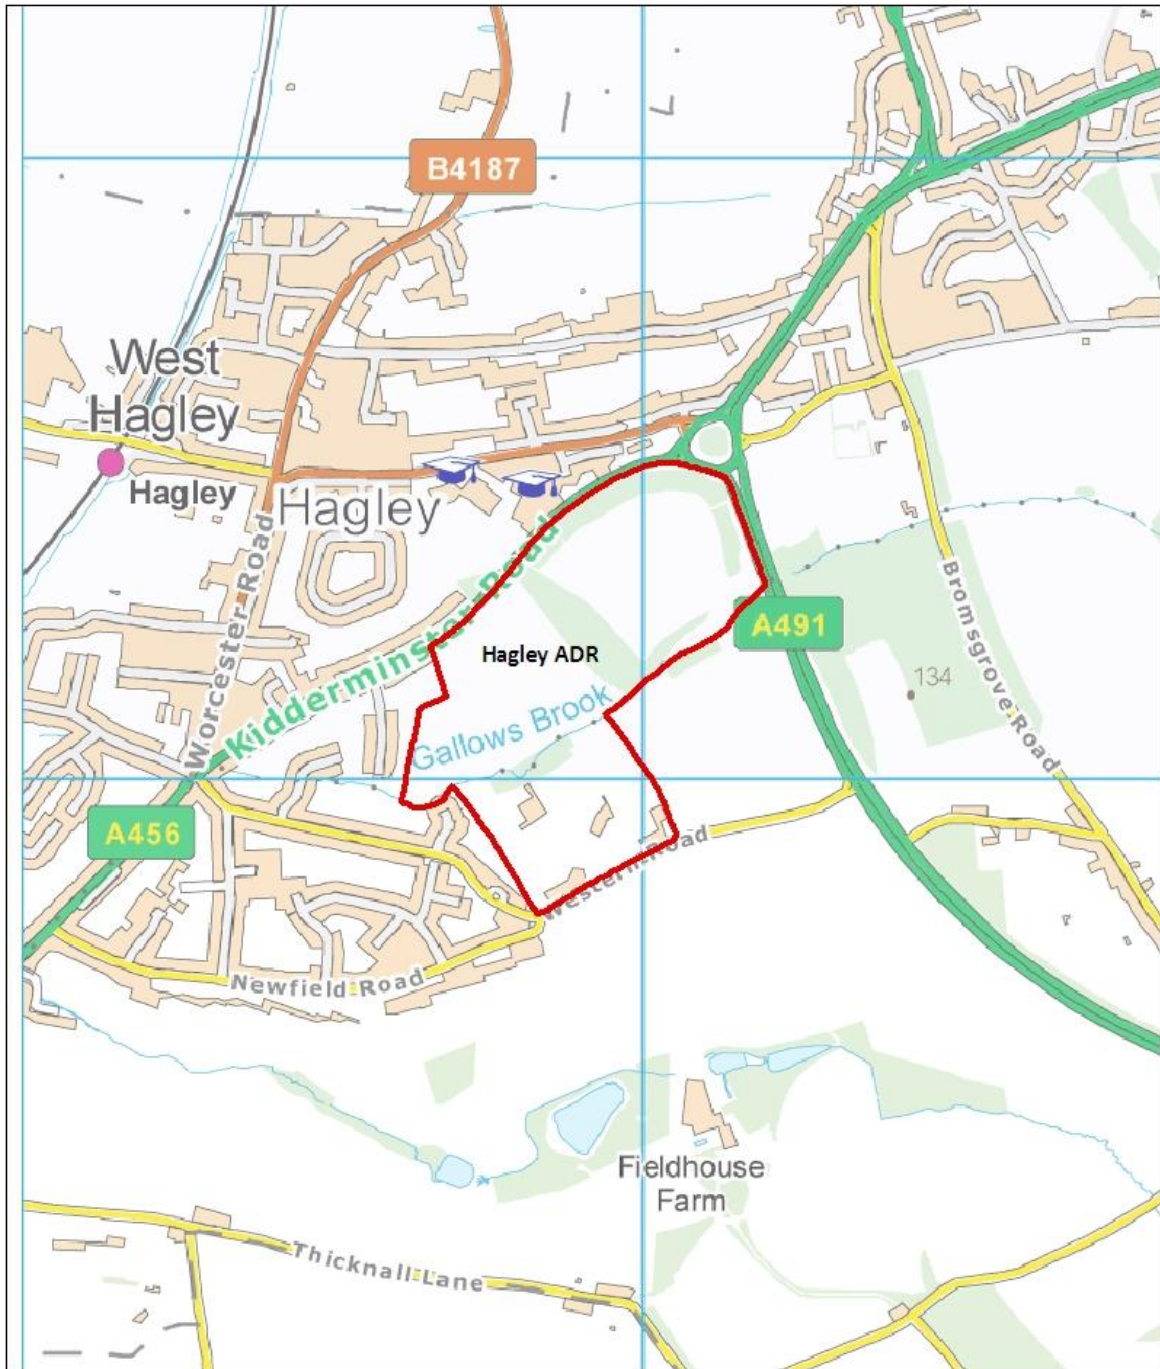 B4187
West
Hagley
Hagley
Hagley
Worcester Road
Kidderminster Road
Hagley ADR
A491
134
Bromsgrove Road
Gallows Brook
A456
Western Road
Newfield Road
Fieldhouse
Farm
Thicknall Lane